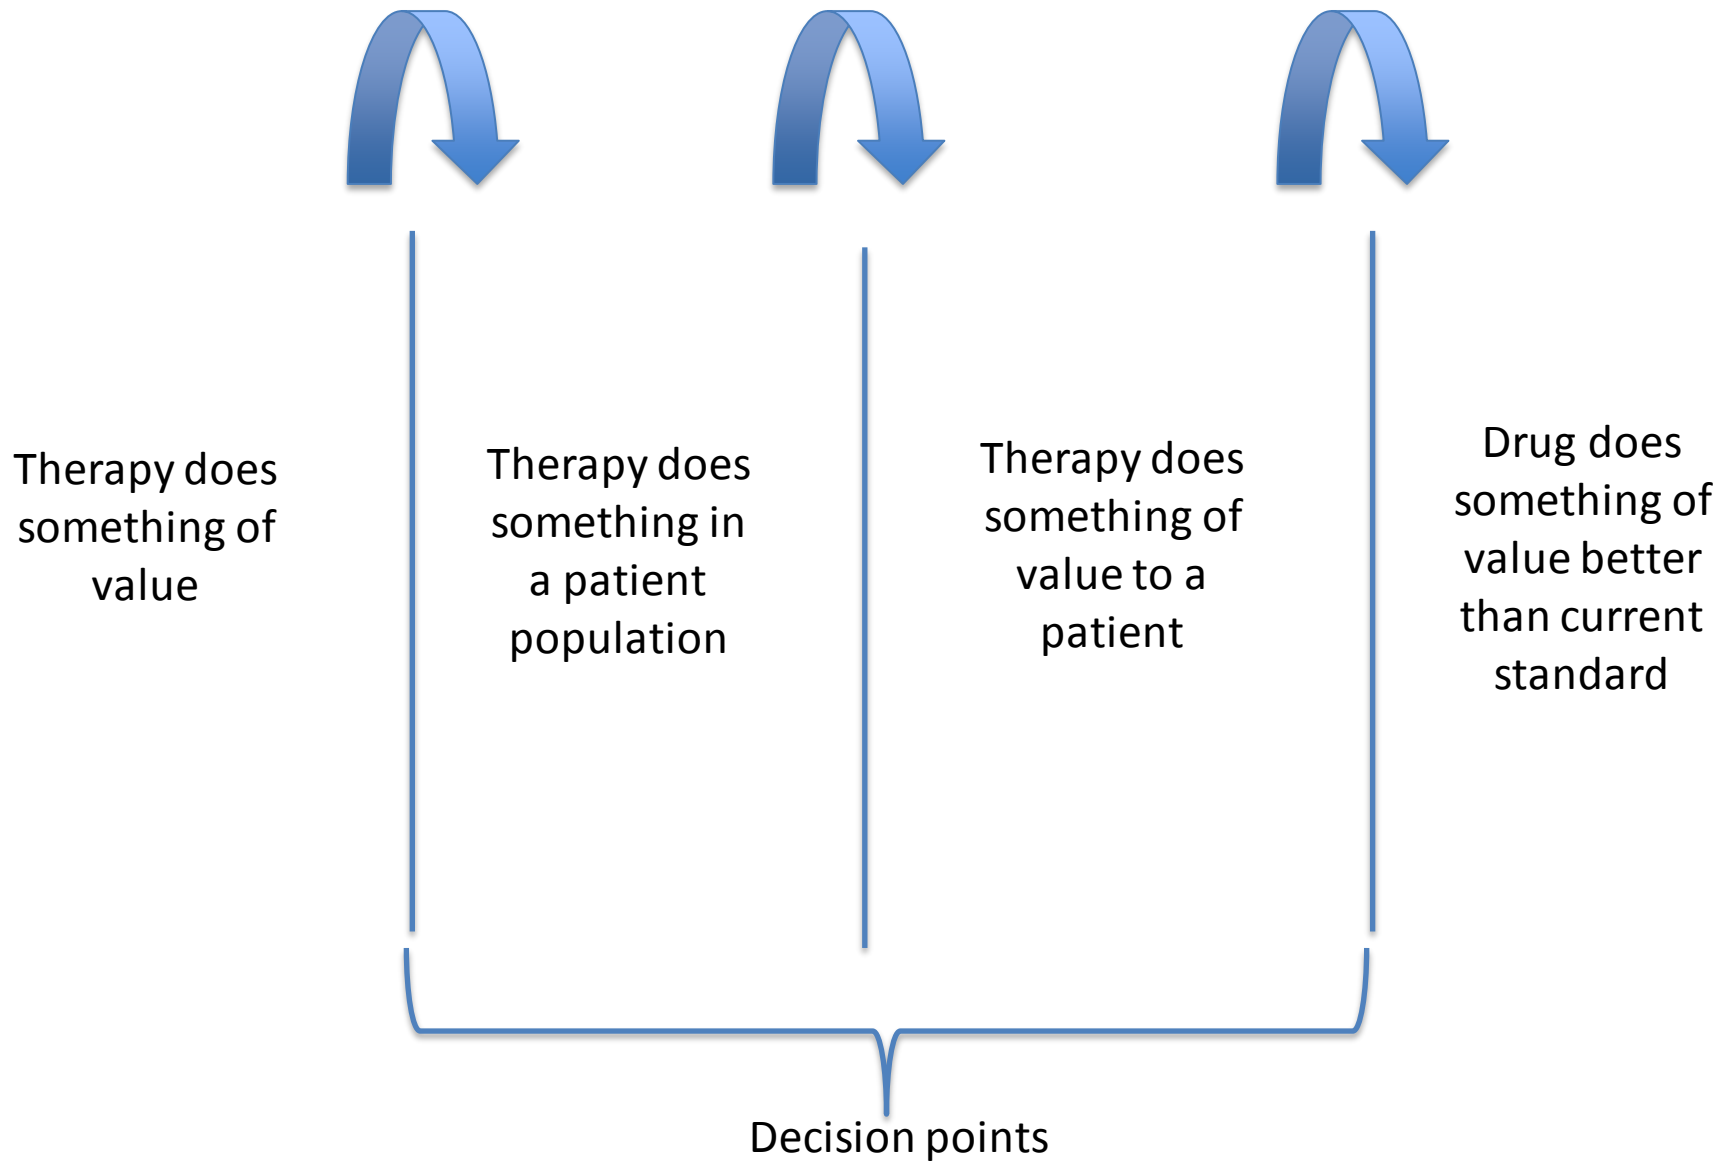 Therapy does
something of
value
Therapy does
something in
a patient
population
Therapy does
something of
value to a
patient
Drug does
something of
value better
than current
standard
Decision points